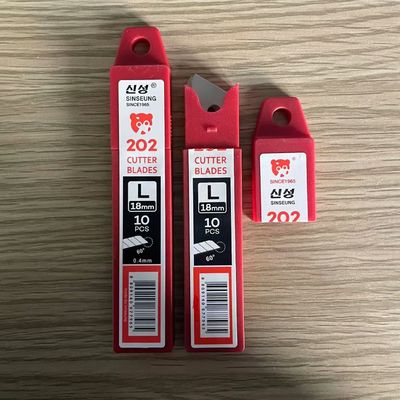 신성®
SINSEUNG
SINCE1965
202
CUTTER
BLADES
L
18mm
10
PCS
60°
0.4mm
202
CUTTER
BLADES
L
18mm
10
PCS
60°
SINCE1965
신성®
SINSEUNG
202